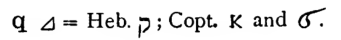 q ⊿ = Heb. ק; Copt. ⲕ and ϭ.